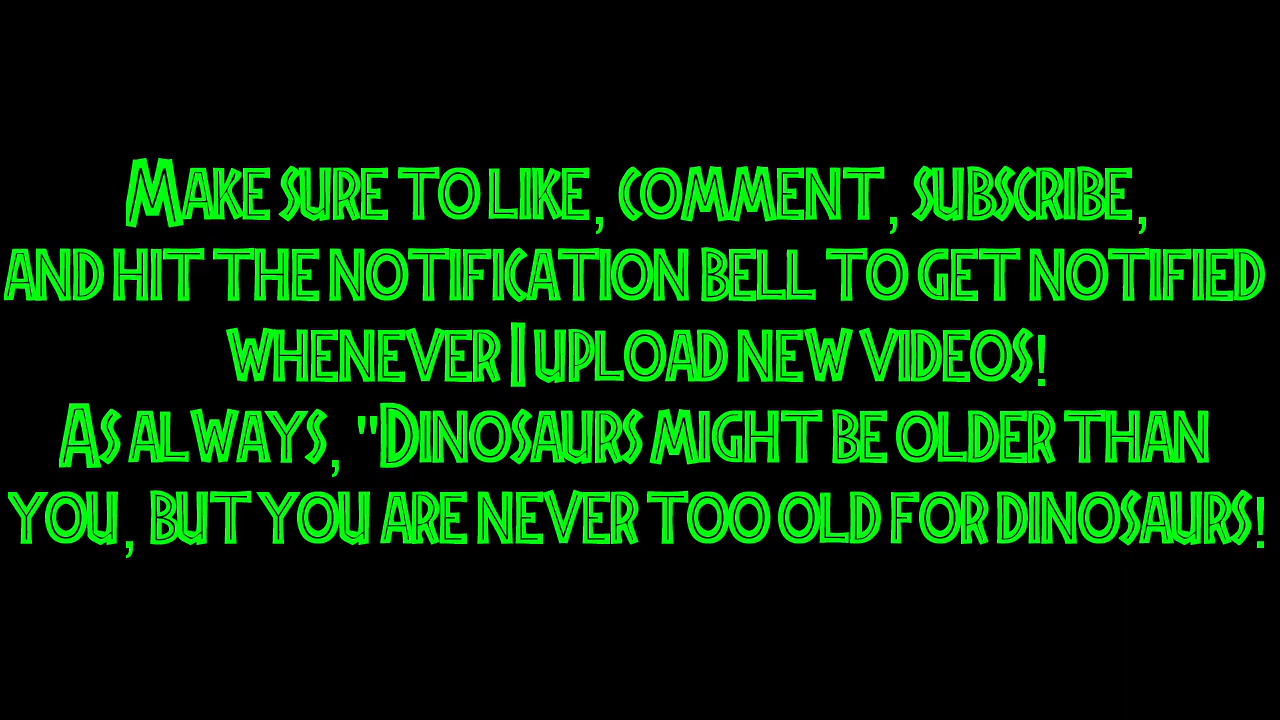 Make sure to like, comment, subscribe,
and hit the notification bell to get notified
whenever I upload new videos!
As always, "Dinosaurs might be older than
you, but you are never too old for dinosaurs!